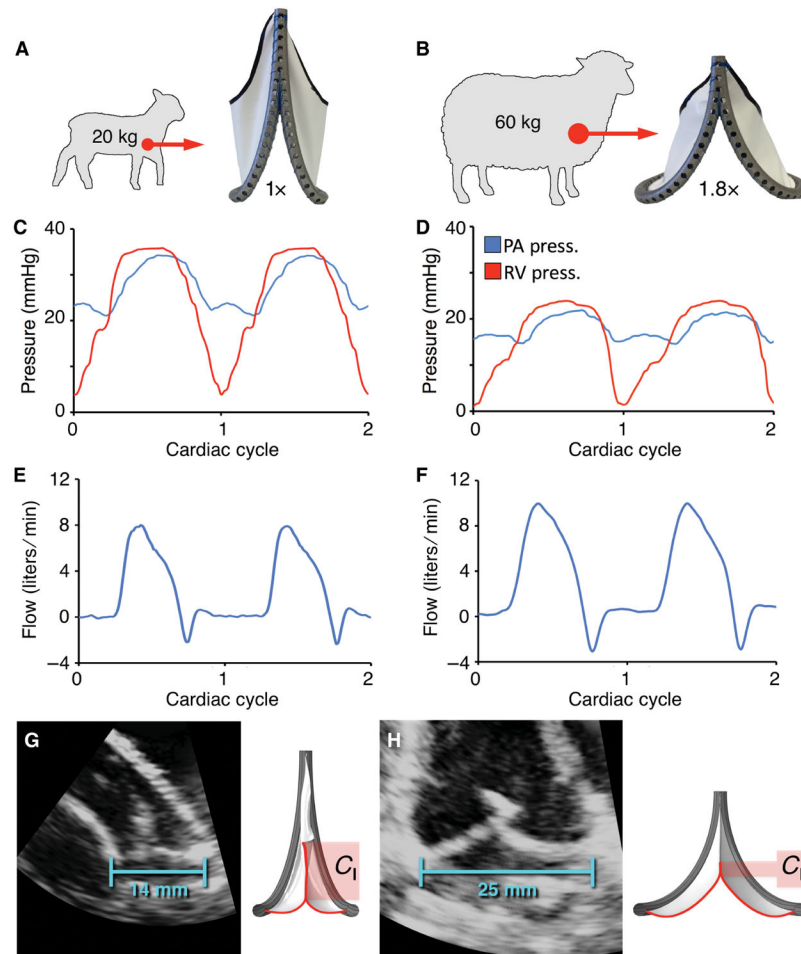 A
20 kg
1×
B
60 kg
1.8×
C
40
20
0
Pressure (mmHg)
0
1
2
Cardiac cycle
D
PA press.
RV press.
40
20
0
Pressure (mmHg)
0
1
2
Cardiac cycle
E
12
8
4
0
−4
Flow (liters/min)
0
1
2
Cardiac cycle
F
12
8
4
0
−4
Flow (liters/min)
0
1
2
Cardiac cycle
G
14 mm
CI
H
25 mm
CI